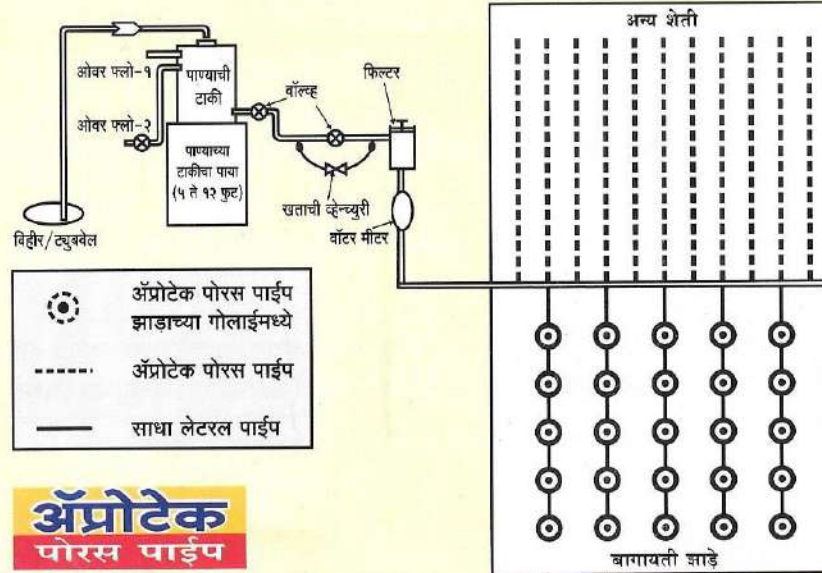 अन्य शेती
ओवर फ्लो-१
पाण्याची
टाकी
वॉल्व्ह
फिल्टर
ओवर फ्लो-२
पाण्याच्या
टाकीचा पाया
(५ ते १२ फुट)
खताची व्हेन्च्युरी
वॉटर मीटर
विहीर/ट्युबवेल
ॲप्रोटेक पोरस पाईप
झाडाच्या गोलाईमध्ये
ॲप्रोटेक पोरस पाईप
साधा लेटरल पाईप
ॲप्रोटेक
पोरस पाईप
बागायती झाडे